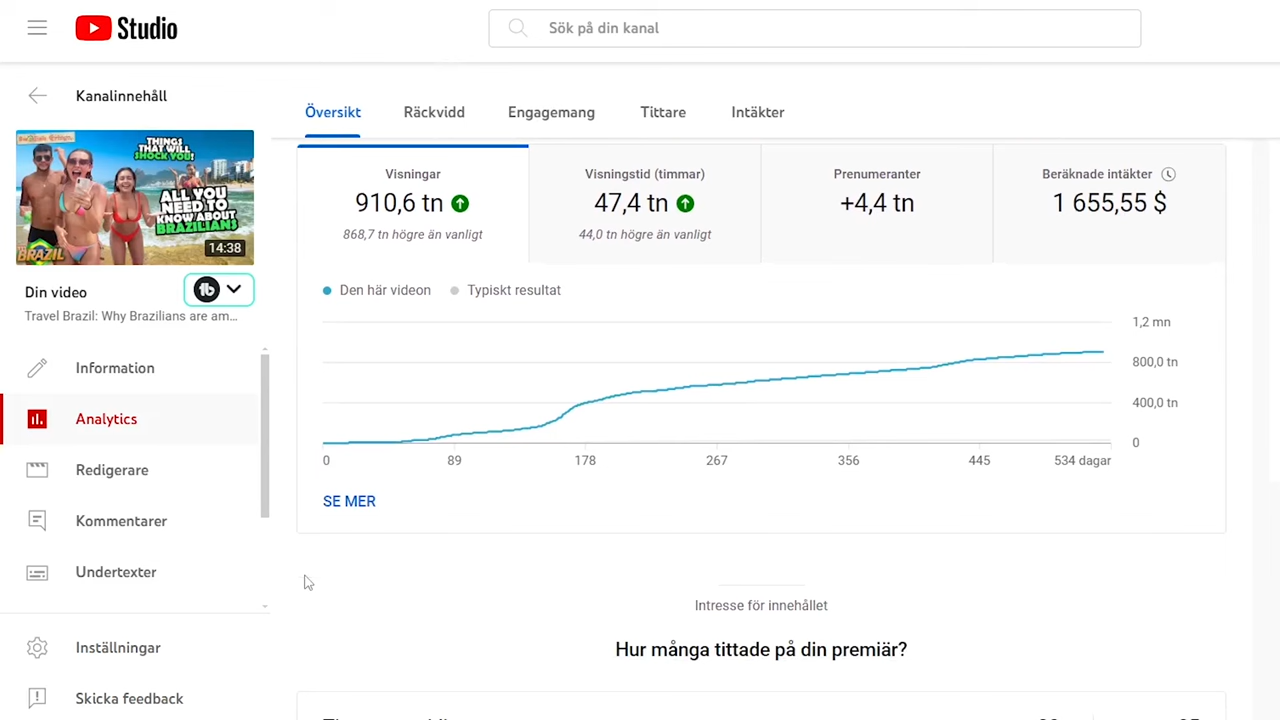 Studio
Sök på din kanal
Kanalinnehåll
Översikt
Räckvidd
Engagemang
Tittare
Intäkter
THINGS
THAT WILL
SHOCK YOU!
ALL YOU
NEED TO
KNOW ABOUT
BRAZILIANS
BRAZIL
14:38
Din video
Travel Brazil: Why Brazilians are am...
Information
Analytics
Redigerare
Kommentarer
Undertexter
Inställningar
Skicka feedback
Visningar
910,6 tn
868,7 tn högre än vanligt
Visningstid (timmar)
47,4 tn
44,0 tn högre än vanligt
Prenumeranter
+4,4 tn
Beräknade intäkter
1 655,55 $
Den här videon
Typiskt resultat
1,2 mn
800,0 tn
400,0 tn
0
0 89 178 267 356 445 534 dagar
SE MER
Intresse för innehållet
Hur många tittade på din premiär?